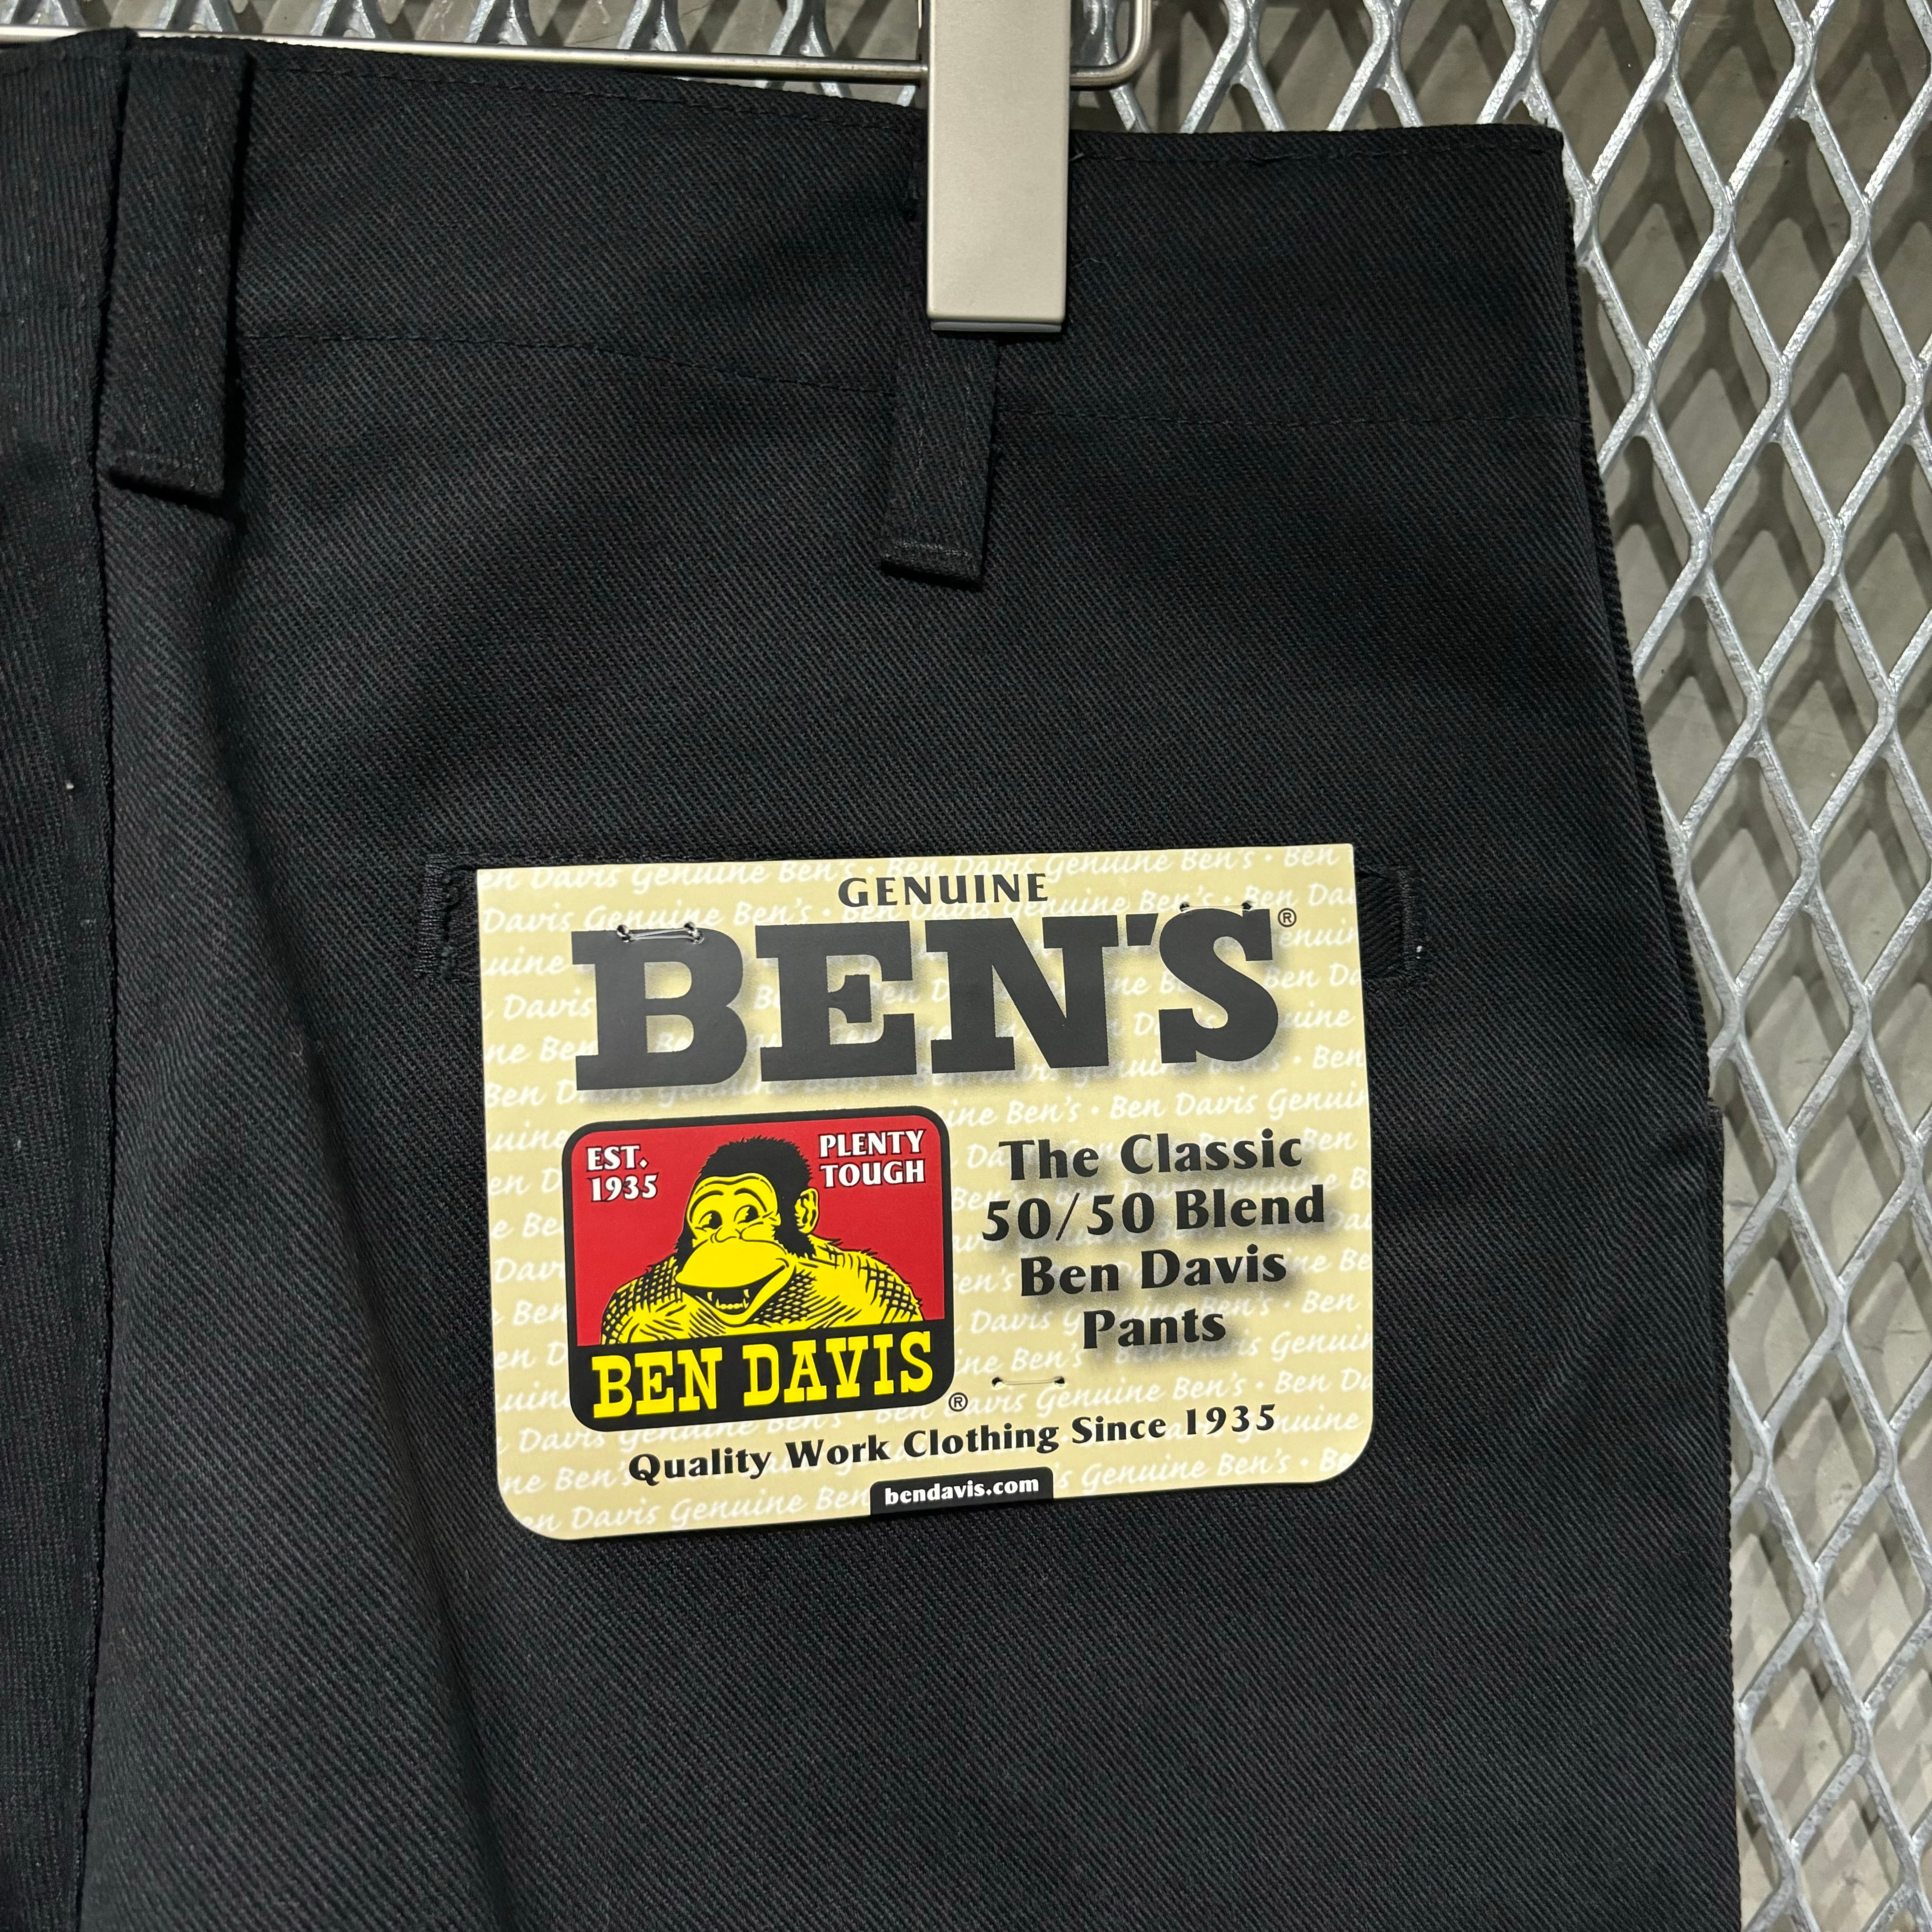 GENUINE
BEN'S®
EST.
1935
PLENTY
TOUGH
BEN DAVIS
®
The Classic
50/50 Blend
Ben Davis
Pants
Quality Work Clothing Since 1935
bendavis.com